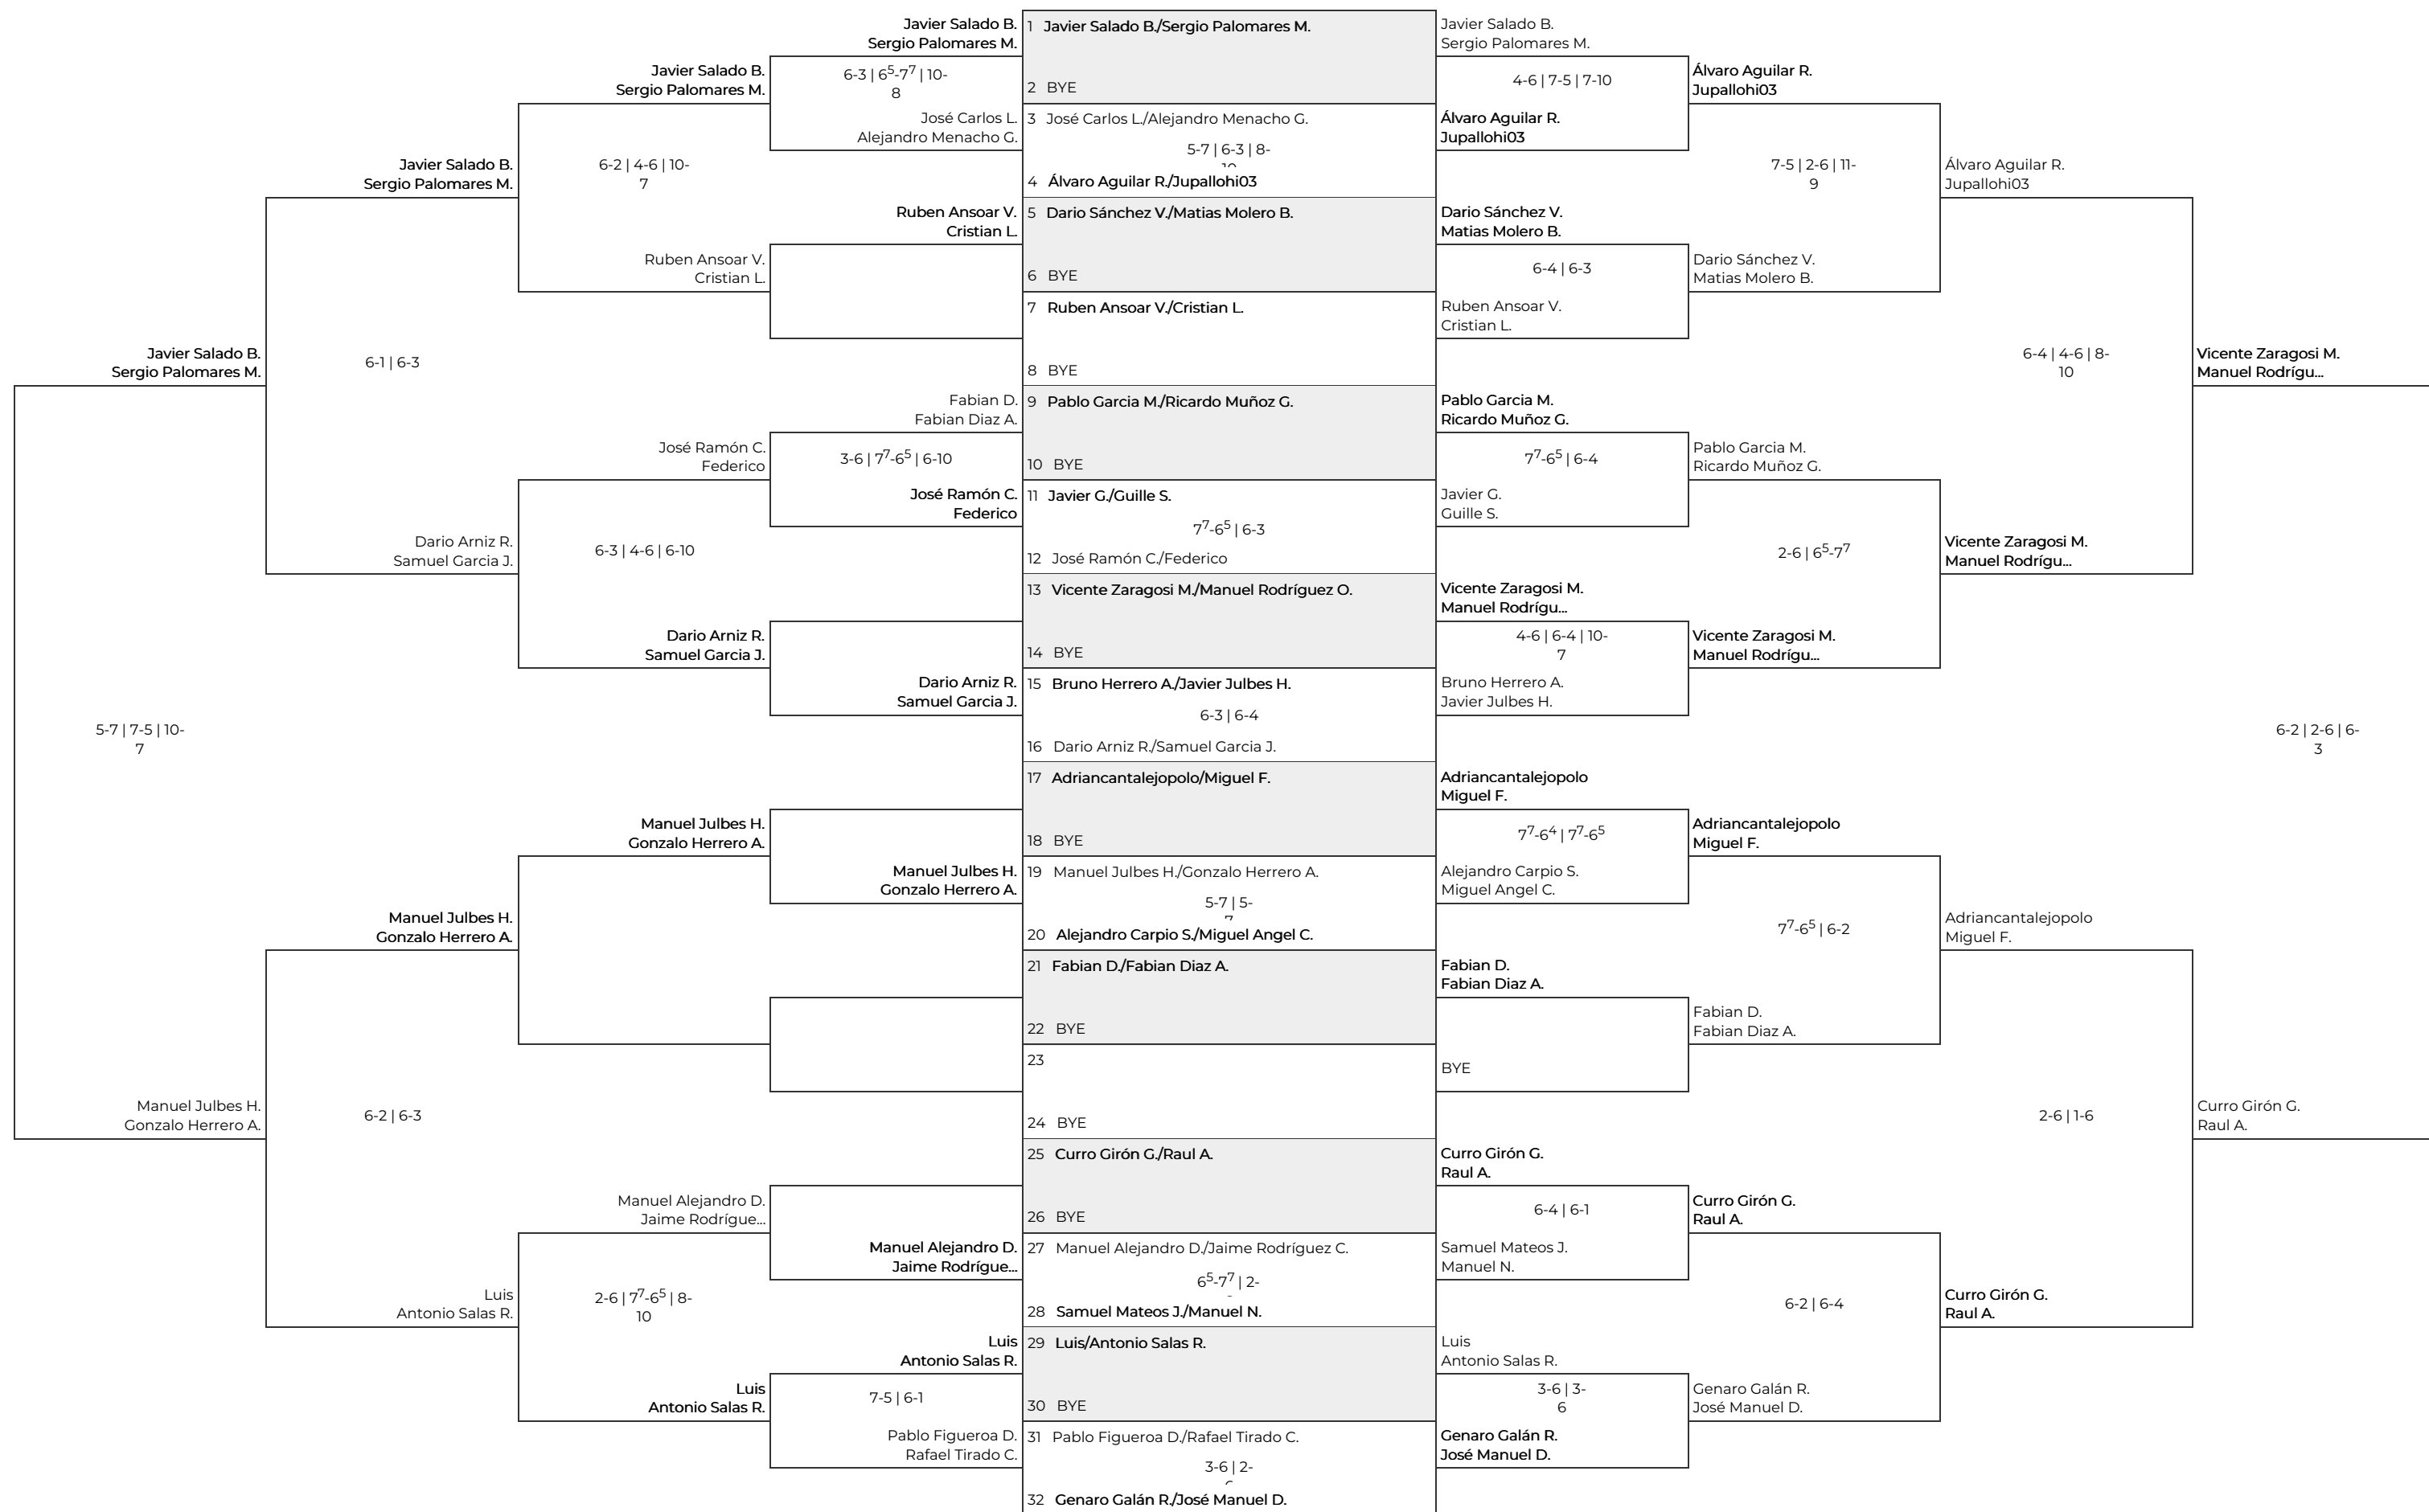 Javier Salado B.
Sergio Palomares M.
5-7 | 7-5 | 10-
7
Manuel Julbes H.
Gonzalo Herrero A.
Javier Salado B.
Sergio Palomares M.
6-1 | 6-3
Dario Arniz R.
Samuel Garcia J.
Manuel Julbes H.
Gonzalo Herrero A.
6-2 | 6-3
Luis
Antonio Salas R.
Javier Salado B.
Sergio Palomares M.
6-2 | 4-6 | 10-
7
Ruben Ansoar V.
Cristian L.
José Ramón C.
Federico
6-3 | 4-6 | 6-10
Dario Arniz R.
Samuel Garcia J.
Manuel Julbes H.
Gonzalo Herrero A.
Manuel Alejandro D.
Jaime Rodrígue...
2-6 | 7⁷-6⁵ | 8-
10
Luis
Antonio Salas R.
Javier Salado B.
Sergio Palomares M.
6-3 | 6⁵-7⁷ | 10-
8
José Carlos L.
Alejandro Menacho G.
Ruben Ansoar V.
Cristian L.
Fabian D.
Fabian Diaz A.
3-6 | 7⁷-6⁵ | 6-10
José Ramón C.
Federico
Dario Arniz R.
Samuel Garcia J.
Manuel Julbes H.
Gonzalo Herrero A.
Manuel Alejandro D.
Jaime Rodrígue...
Luis
Antonio Salas R.
7-5 | 6-1
Pablo Figueroa D.
Rafael Tirado C.
1 Javier Salado B./Sergio Palomares M.
2 BYE
3 José Carlos L./Alejandro Menacho G.
5-7 | 6-3 | 8-
10
4 Álvaro Aguilar R./Jupallohi03
5 Dario Sánchez V./Matias Molero B.
6 BYE
7 Ruben Ansoar V./Cristian L.
8 BYE
9 Pablo Garcia M./Ricardo Muñoz G.
10 BYE
11 Javier G./Guille S.
7⁷-6⁵ | 6-3
12 José Ramón C./Federico
13 Vicente Zaragosi M./Manuel Rodríguez O.
14 BYE
15 Bruno Herrero A./Javier Julbes H.
6-3 | 6-4
16 Dario Arniz R./Samuel Garcia J.
17 Adriancantalejopolo/Miguel F.
18 BYE
19 Manuel Julbes H./Gonzalo Herrero A.
5-7 | 5-
7
20 Alejandro Carpio S./Miguel Angel C.
21 Fabian D./Fabian Diaz A.
22 BYE
23
24 BYE
25 Curro Girón G./Raul A.
26 BYE
27 Manuel Alejandro D./Jaime Rodríguez C.
6⁵-7⁷ | 2-
28 Samuel Mateos J./Manuel N.
29 Luis/Antonio Salas R.
30 BYE
31 Pablo Figueroa D./Rafael Tirado C.
3-6 | 2-
32 Genaro Galán R./José Manuel D.
Javier Salado B.
Sergio Palomares M.
4-6 | 7-5 | 7-10
Álvaro Aguilar R.
Jupallohi03
Dario Sánchez V.
Matias Molero B.
6-4 | 6-3
Ruben Ansoar V.
Cristian L.
Pablo Garcia M.
Ricardo Muñoz G.
7⁷-6⁵ | 6-4
Javier G.
Guille S.
Vicente Zaragosi M.
Manuel Rodrígu...
4-6 | 6-4 | 10-
7
Bruno Herrero A.
Javier Julbes H.
Adriancantalejopolo
Miguel F.
7⁷-6⁴ | 7⁷-6⁵
Alejandro Carpio S.
Miguel Angel C.
Fabian D.
Fabian Diaz A.
BYE
Curro Girón G.
Raul A.
6-4 | 6-1
Samuel Mateos J.
Manuel N.
Luis
Antonio Salas R.
3-6 | 3-
6
Genaro Galán R.
José Manuel D.
Álvaro Aguilar R.
Jupallohi03
7-5 | 2-6 | 11-
9
Dario Sánchez V.
Matias Molero B.
Pablo Garcia M.
Ricardo Muñoz G.
2-6 | 6⁵-7⁷
Vicente Zaragosi M.
Manuel Rodrígu...
Adriancantalejopolo
Miguel F.
7⁷-6⁵ | 6-2
Fabian D.
Fabian Diaz A.
Curro Girón G.
Raul A.
6-2 | 6-4
Genaro Galán R.
José Manuel D.
Álvaro Aguilar R.
Jupallohi03
6-4 | 4-6 | 8-
10
Vicente Zaragosi M.
Manuel Rodrígu...
Adriancantalejopolo
Miguel F.
2-6 | 1-6
Curro Girón G.
Raul A.
Vicente Zaragosi M.
Manuel Rodrígu...
6-2 | 2-6 | 6-
3
Curro Girón G.
Raul A.